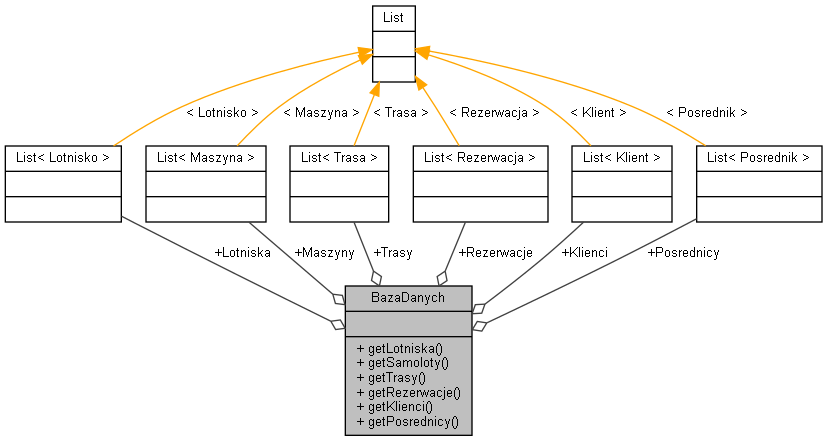 List
< Lotnisko >
< Maszyna >
< Trasa >
< Rezerwacja >
< Klient >
< Posrednik >
List< Lotnisko >
List< Maszyna >
List< Trasa >
List< Rezerwacja >
List< Klient >
List< Posrednik >
+Lotniska
+Maszyny
+Trasy
+Rezerwacje
+Klienci
+Posrednicy
BazaDanych
+ getLotniska()
+ getSamoloty()
+ getTrasy()
+ getRezerwacje()
+ getKlienci()
+ getPosrednicy()